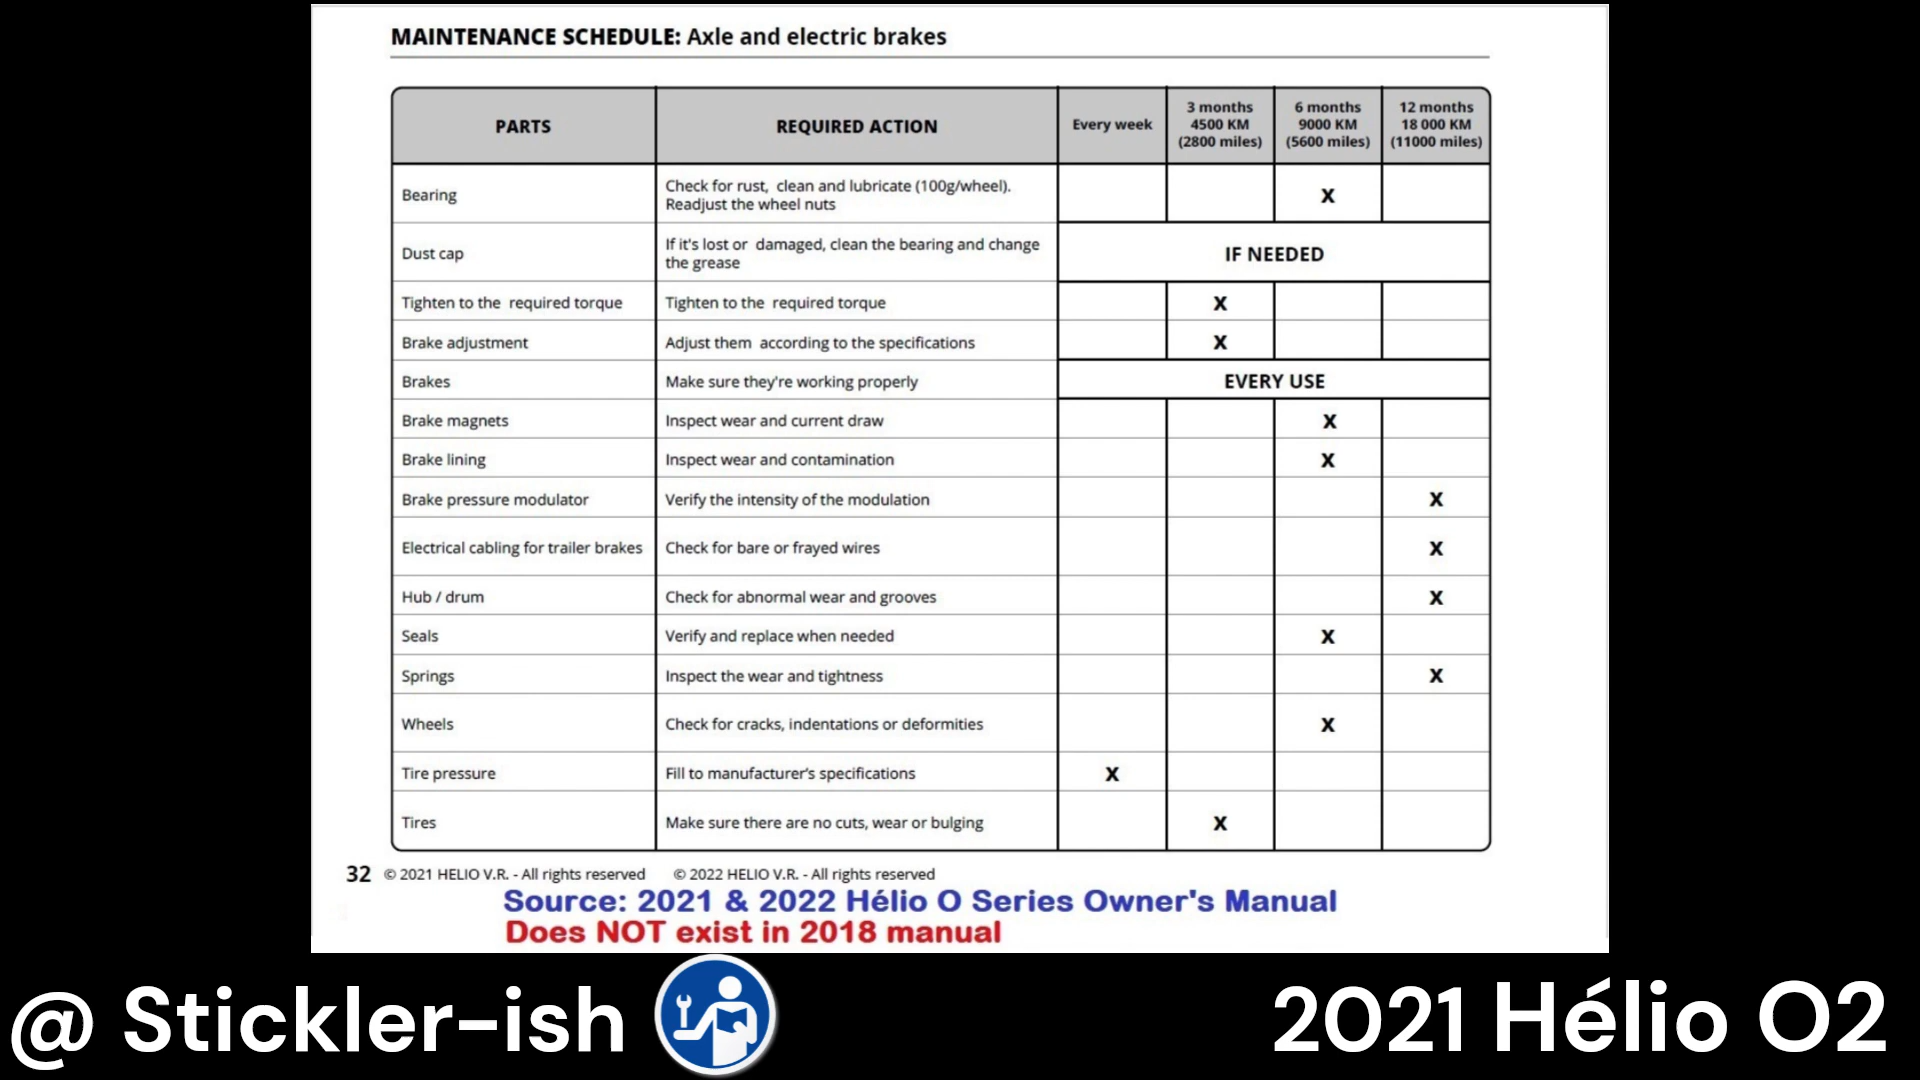 MAINTENANCE SCHEDULE: Axle and electric brakes
PARTS REQUIRED ACTION Every week 3 months 4500 KM (2800 miles) 6 months 9000 KM (5600 miles) 12 months 18 000 KM (11000 miles)
Bearing Check for rust, clean and lubricate (100g/wheel). X
Readjust the wheel nuts
Dust cap If it's lost or damaged, clean the bearing and change IF NEEDED
the grease
Tighten to the required torque Tighten to the required torque X
Brake adjustment Adjust them according to the specifications X
Brakes Make sure they're working properly EVERY USE
Brake magnets Inspect wear and current draw X
Brake lining Inspect wear and contamination X
Brake pressure modulator Verify the intensity of the modulation X
Electrical cabling for trailer brakes Check for bare or frayed wires X
Hub / drum Check for abnormal wear and grooves X
Seals Verify and replace when needed X
Springs Inspect the wear and tightness X
Wheels Check for cracks, indentations or deformities X
Tire pressure Fill to manufacturer's specifications X
Tires Make sure there are no cuts, wear or bulging X
32 © 2021 HELIO V.R. - All rights reserved © 2022 HELIO V.R. - All rights reserved
Source: 2021 & 2022 Hélio O Series Owner's Manual
Does NOT exist in 2018 manual
@ Stickler-ish 2021 Hélio O2